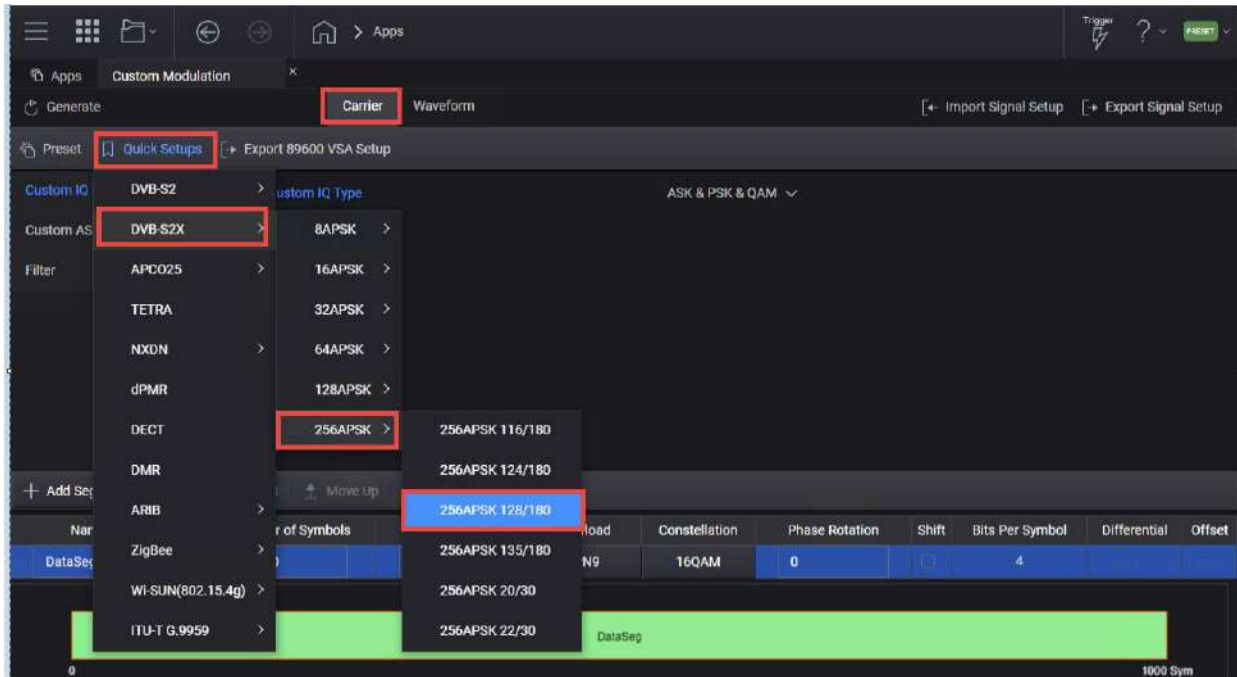 Apps
Trigger
?
PRESET
Apps Custom Modulation ×
Generate Carrier Waveform Import Signal Setup Export Signal Setup
Preset Quick Setups Export 89600 VSA Setup
Custom IQ DVB-S2 > ustom IQ Type ASK & PSK & QAM
Custom AS DVB-S2X > 8APSK >
Filter APCO25 > 16APSK >
TETRA 32APSK >
NXDN > 64APSK >
dPMR 128APSK >
DECT 256APSK > 256APSK 116/180
DMR 256APSK 124/180
+ Add Seg Move Up
ARIB > 256APSK 128/180
Nar r of Symbols load Constellation Phase Rotation Shift Bits Per Symbol Differential Offset
ZigBee > 256APSK 135/180
DataSeg N9 16QAM 0 4
WI-SUN(802.15.4g) > 256APSK 20/30
ITU-T G.9959 > 256APSK 22/30 DataSeg
0 1000 Sym